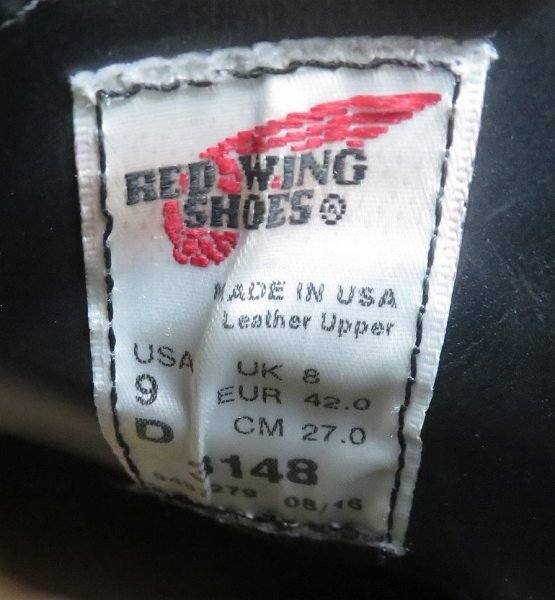 RED WING
SHOES®
MADE IN USA
Leather Upper
USA
9
D
UK 8
EUR 42.0
CM 27.0
3148
08/16